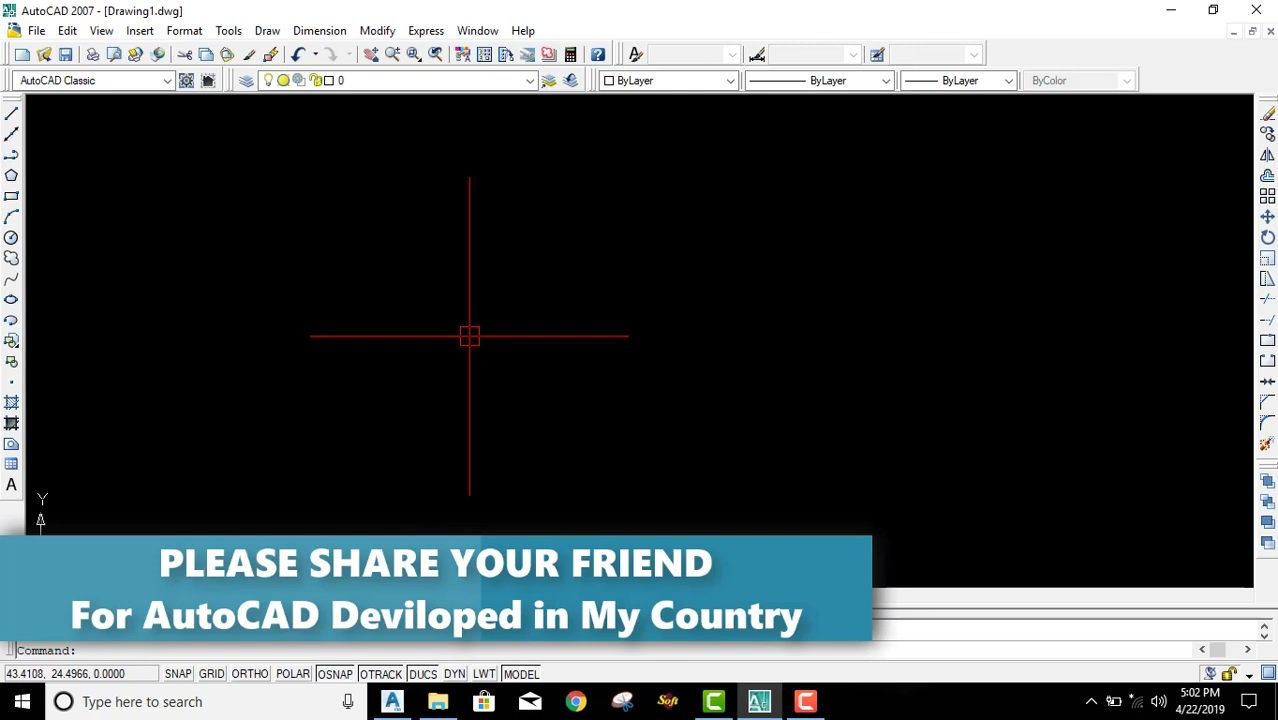 AutoCAD 2007 - [Drawing1.dwg]
File Edit View Insert Format Tools Draw Dimension Modify Express Window Help
AutoCAD Classic 0 ByLayer ByLayer ByLayer ByColor
A
Y
PLEASE SHARE YOUR FRIEND
For AutoCAD Deviloped in My Country
Command:
43.4108, 24.4966, 0.0000 SNAP GRID ORTHO POLAR OSNAP OTRACK DUCS DYN LWT MODEL
Type here to search Soft 5:02 PM
4/22/2019